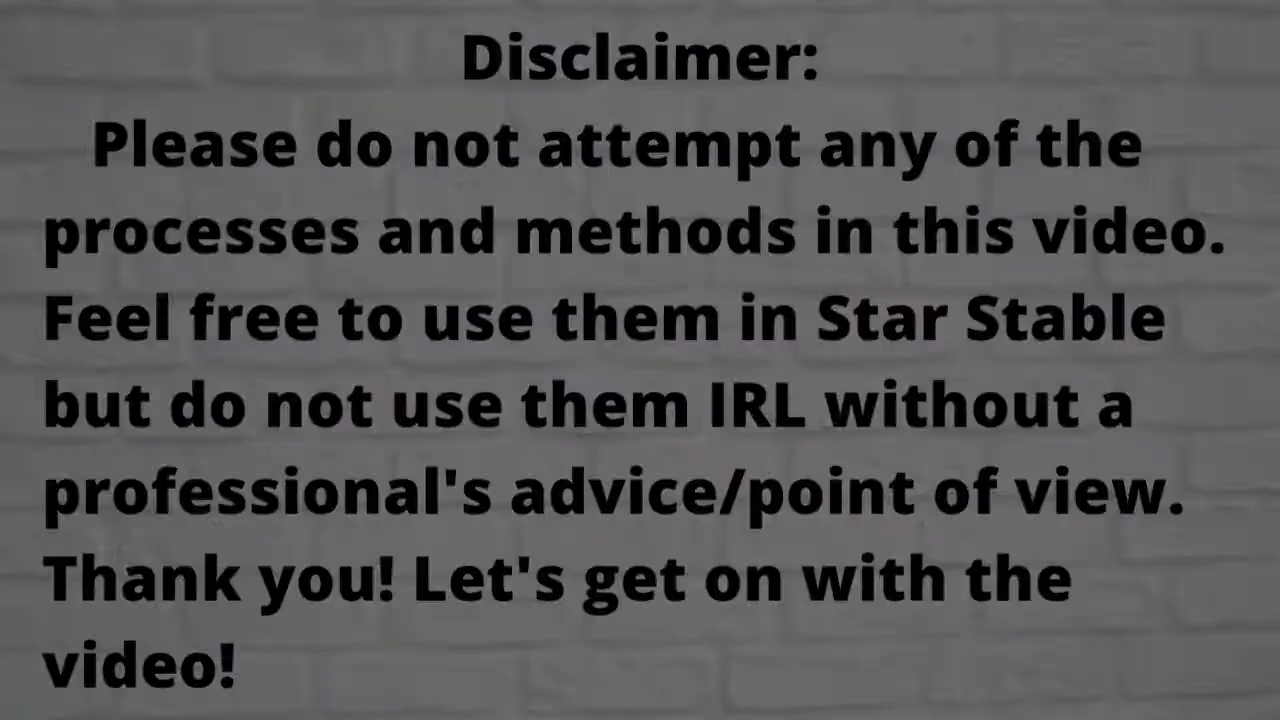 Disclaimer:
Please do not attempt any of the
processes and methods in this video.
Feel free to use them in Star Stable
but do not use them IRL without a
professional's advice/point of view.
Thank you! Let's get on with the
video!